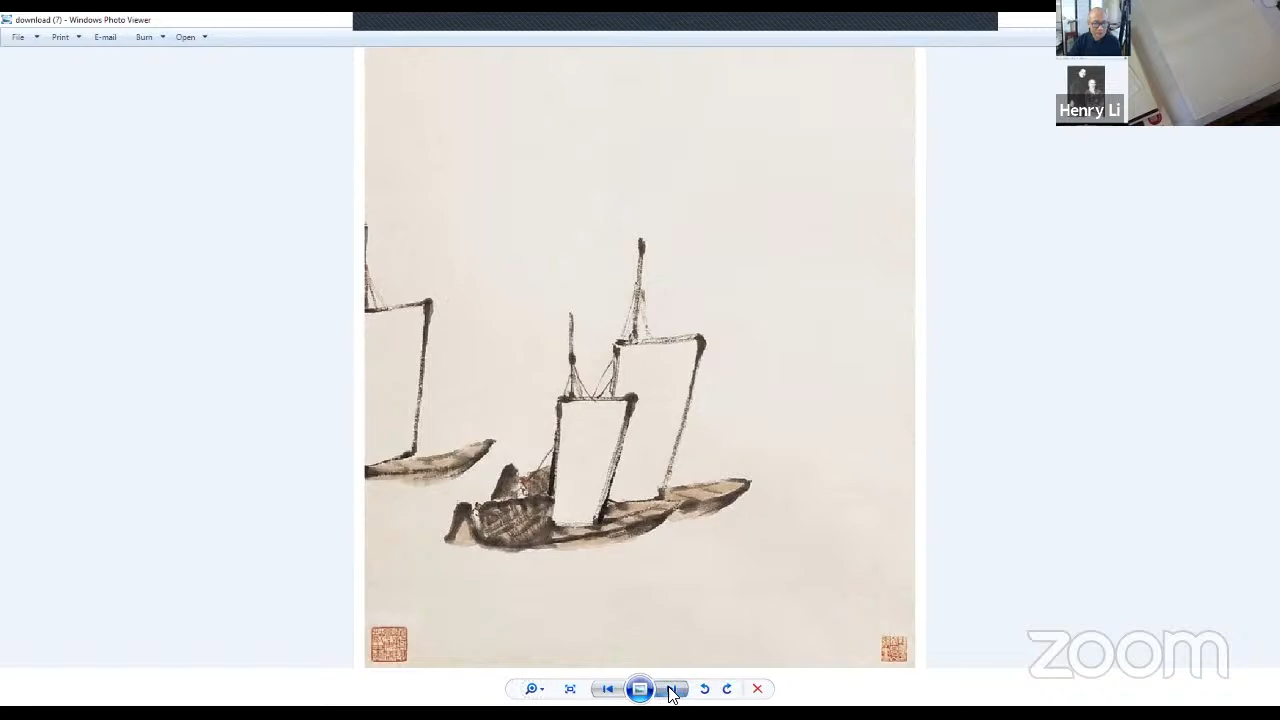 download (7) - Windows Photo Viewer
File Print E-mail Burn Open
Henry Li
zoom